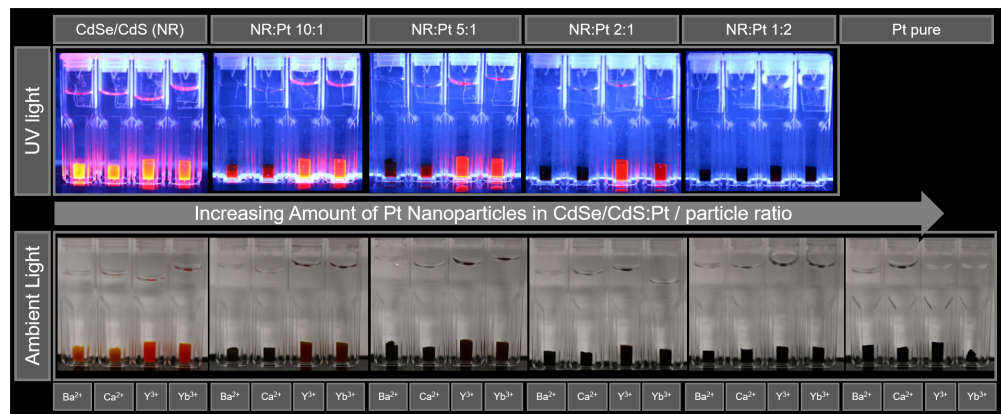 CdSe/CdS (NR)
NR:Pt 10:1
NR:Pt 5:1
NR:Pt 2:1
NR:Pt 1:2
Pt pure
UV light
Increasing Amount of Pt Nanoparticles in CdSe/CdS:Pt / particle ratio
Ambient Light
Ba²⁺ Ca²⁺ Y³⁺ Yb³⁺ Ba²⁺ Ca²⁺ Y³⁺ Yb³⁺ Ba²⁺ Ca²⁺ Y³⁺ Yb³⁺ Ba²⁺ Ca²⁺ Y³⁺ Yb³⁺ Ba²⁺ Ca²⁺ Y³⁺ Yb³⁺ Ba²⁺ Ca²⁺ Y³⁺ Yb³⁺